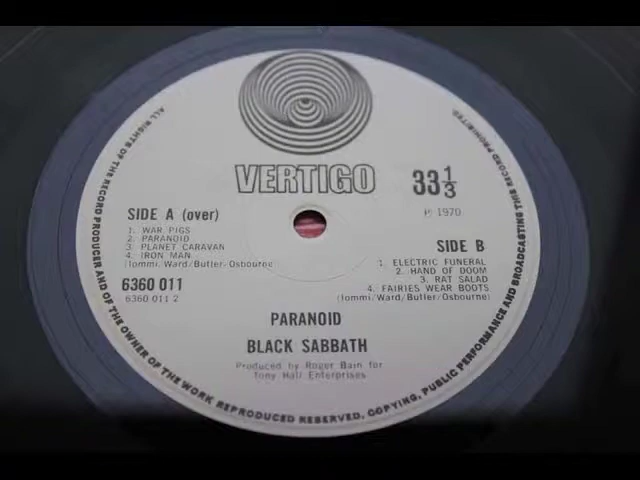 VERTIGO
33⅓
SIDE A (over)
1. WAR PIGS
2. PARANOID
3. PLANET CARAVAN
4. IRON MAN
(Iommi/Ward/Butler/Osbourne)
6360 011
6360 011 2
℗ 1970
SIDE B
1. ELECTRIC FUNERAL
2. HAND OF DOOM
3. RAT SALAD
4. FAIRIES WEAR BOOTS
(Iommi/Ward/Butler/Osbourne)
PARANOID
BLACK SABBATH
Produced by Roger Bain for
Tony Hall Enterprises
ALL RIGHTS OF THE RECORD PRODUCER AND OF THE OWNER OF THE WORK REPRODUCED RESERVED. COPYING, PUBLIC PERFORMANCE AND BROADCASTING THIS RECORD PROHIBITED